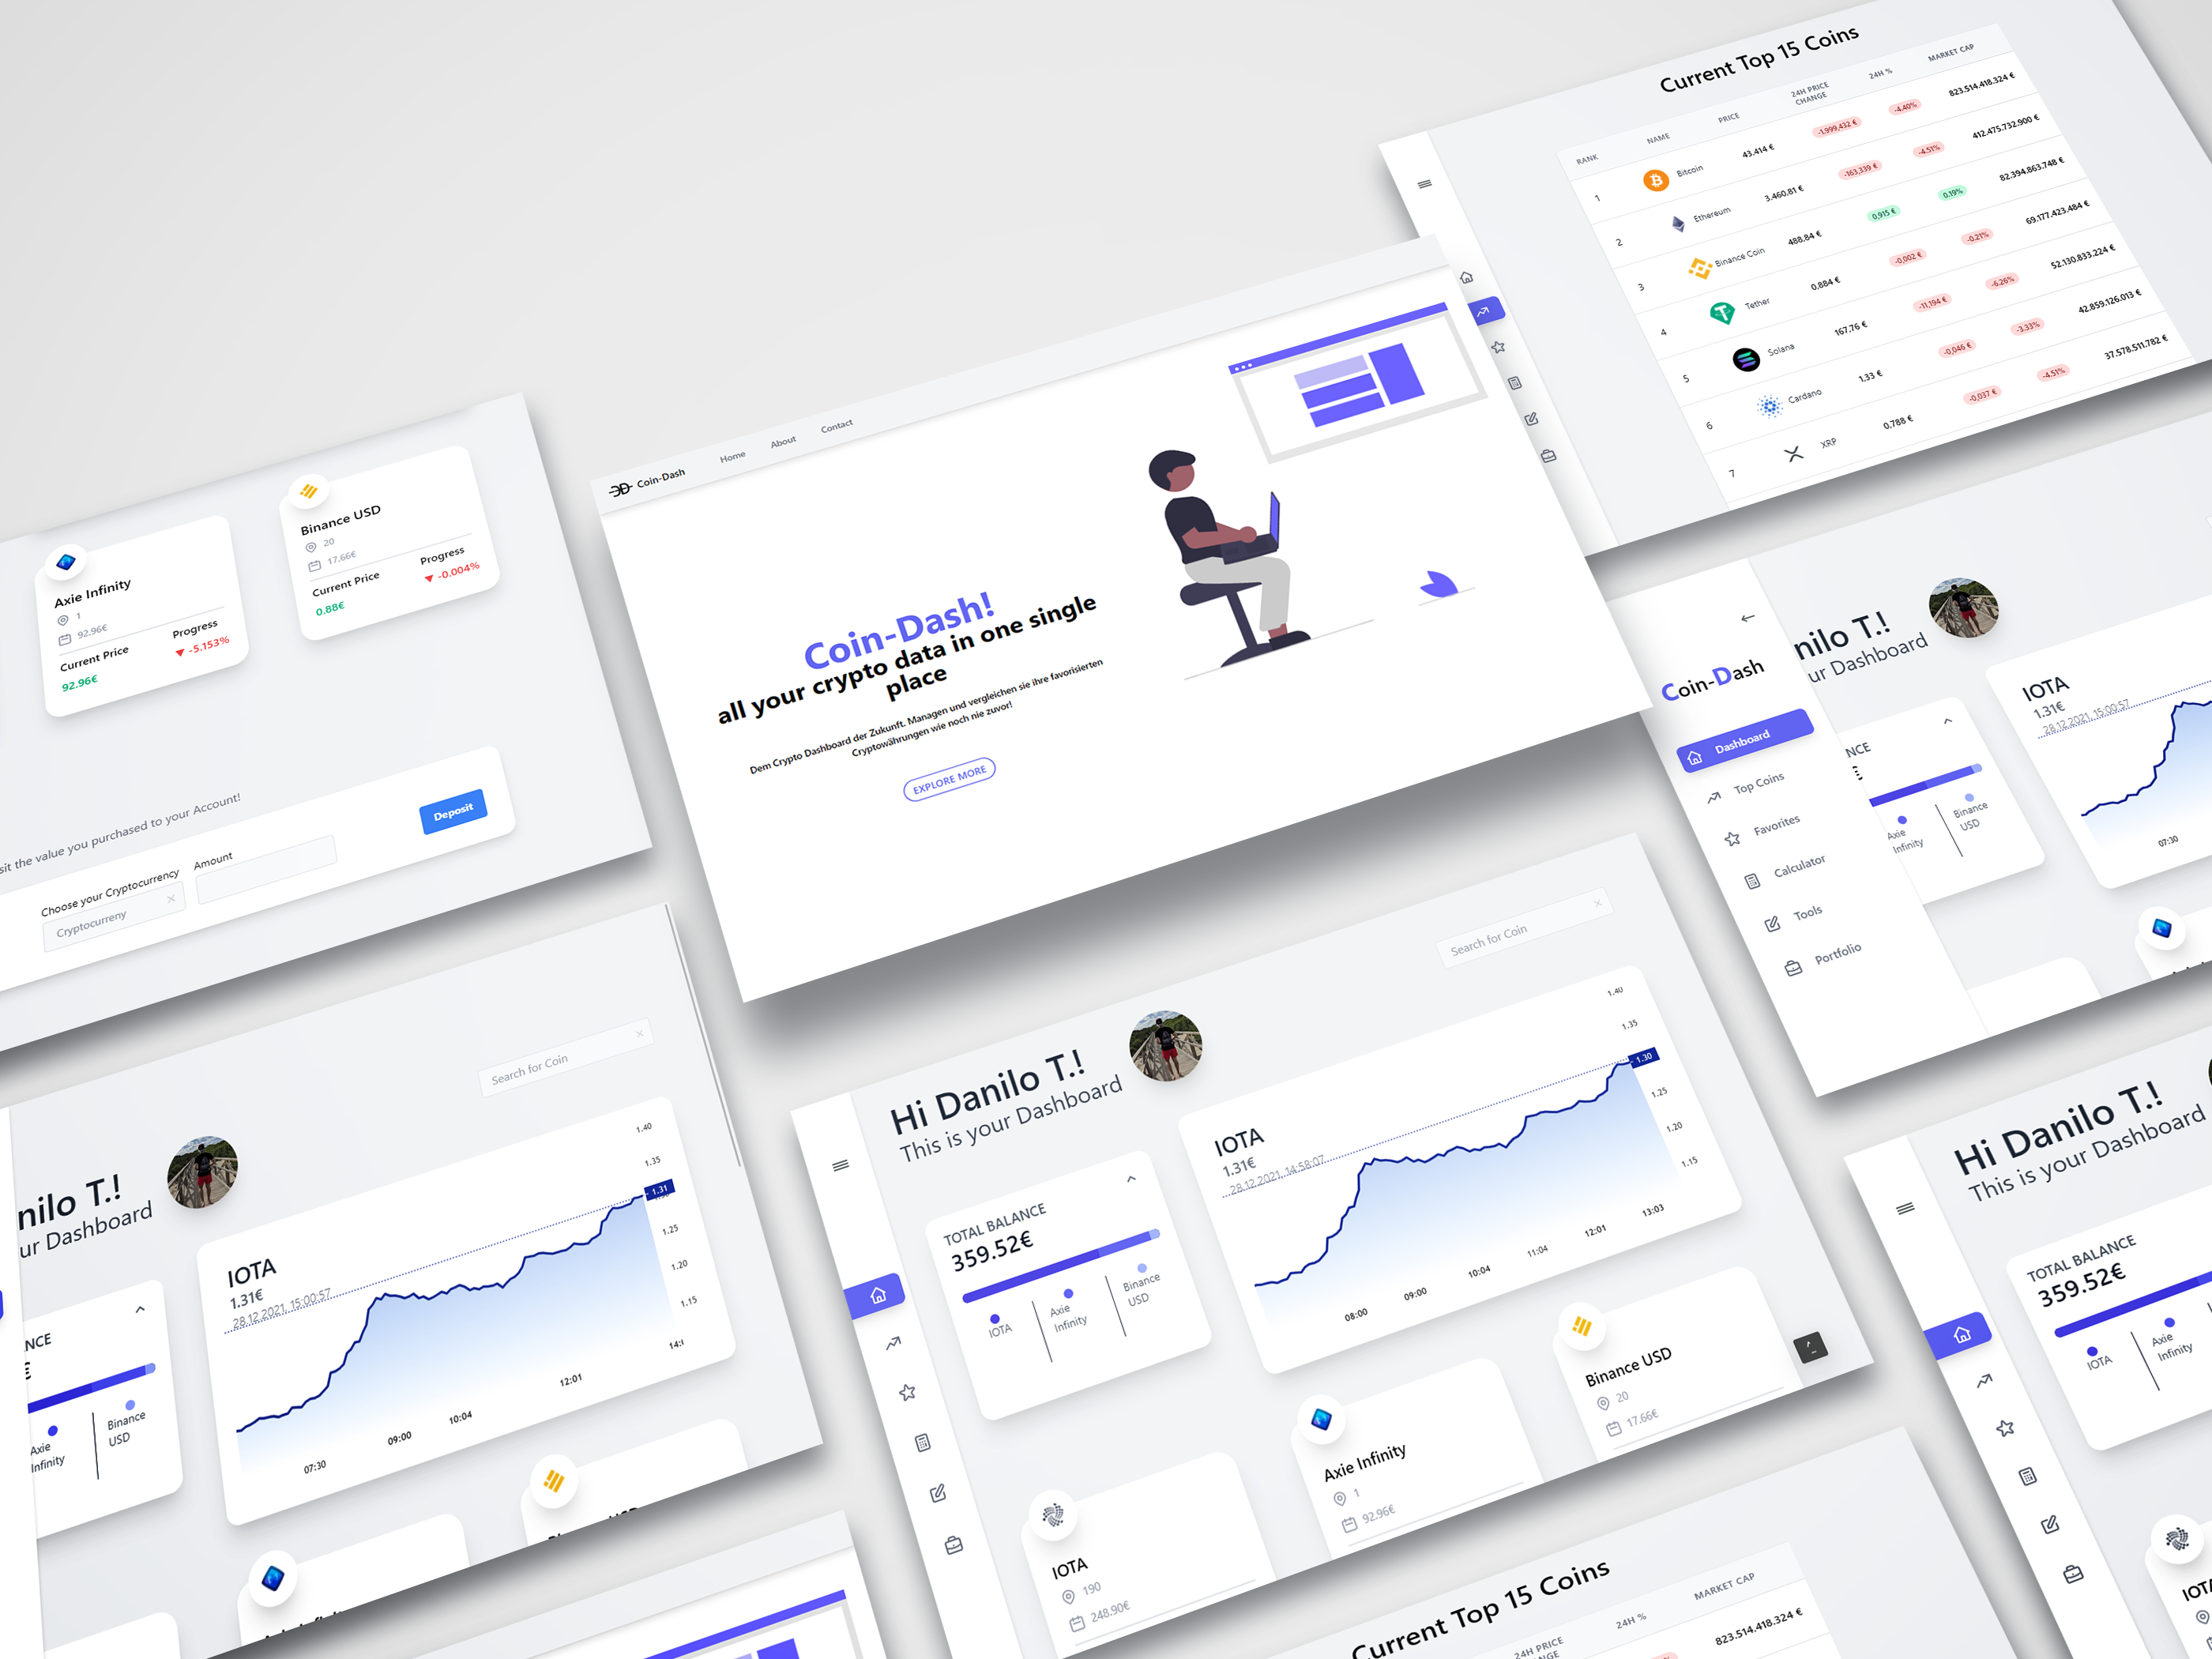 Current Top 15 Coins
RANK NAME PRICE 24H PRICE CHANGE 24H % MARKET CAP
1 Bitcoin 43.414 € -1,999,432 € -4.40% 823.514.418.324 €
2 Ethereum 3.460.81 € -163,339 € -4.51% 412.475.732.900 €
3 Binance Coin 488.84 € 0,915 € 0.19% 82.394.863.748 €
4 Tether 0.884 € -0,002 € -0.21% 69.177.423.484 €
5 Solana 167.76 € -11,194 € -6.26% 52.130.833.224 €
6 Cardano 1.33 € -0,046 € -3.33% 42.859.126.013 €
7 XRP 0.788 € -0,037 € -4.51% 37.578.511.782 €
Coin-Dash Home About Contact
Coin-Dash!
all your crypto data in one single
place
Dem Crypto Dashboard der Zukunft. Managen und vergleichen sie ihre favorisierten
Cryptowährungen wie noch nie zuvor!
EXPLORE MORE
Axie Infinity
1
92.96€
Current Price Progress
92.96€ -5.153%
Binance USD
20
17.66€
Current Price Progress
0.88€ -0.004%
sit the value you purchased to your Account!
Choose your Cryptocurrency Amount
Cryptocurreny
Deposit
Coin-Dash
Dashboard
Top Coins
Favorites
Calculator
Tools
Portfolio
nilo T.!
ur Dashboard
NCE
€
Axie
Infinity
Binance
USD
IOTA
1.31€
28.12.2021, 15:00:57
07:30
Search for Coin
nilo T.!
ur Dashboard
NCE
€
Axie
Infinity
Binance
USD
IOTA
1.31€
28.12.2021, 15:00:57
1.40
1.35
1.31
1.25
1.20
1.15
07:30 09:00 10:04 12:01 14:
Search for Coin
Hi Danilo T.!
This is your Dashboard
TOTAL BALANCE
359.52€
IOTA
Axie
Infinity
Binance
USD
IOTA
1.31€
28.12.2021, 14:58:07
1.40
1.35
1.30
1.25
1.20
1.15
08:00 09:00 10:04 11:04 12:01 13:03
IOTA
190
248.90€
Axie Infinity
1
92.96€
Binance USD
20
17.66€
Hi Danilo T.!
This is your Dashboard
TOTAL BALANCE
359.52€
IOTA
Axie
Infinity
IOTA
Current Top 15 Coins
24H PRICE
24H % MARKET CAP
823.514.418.324 €